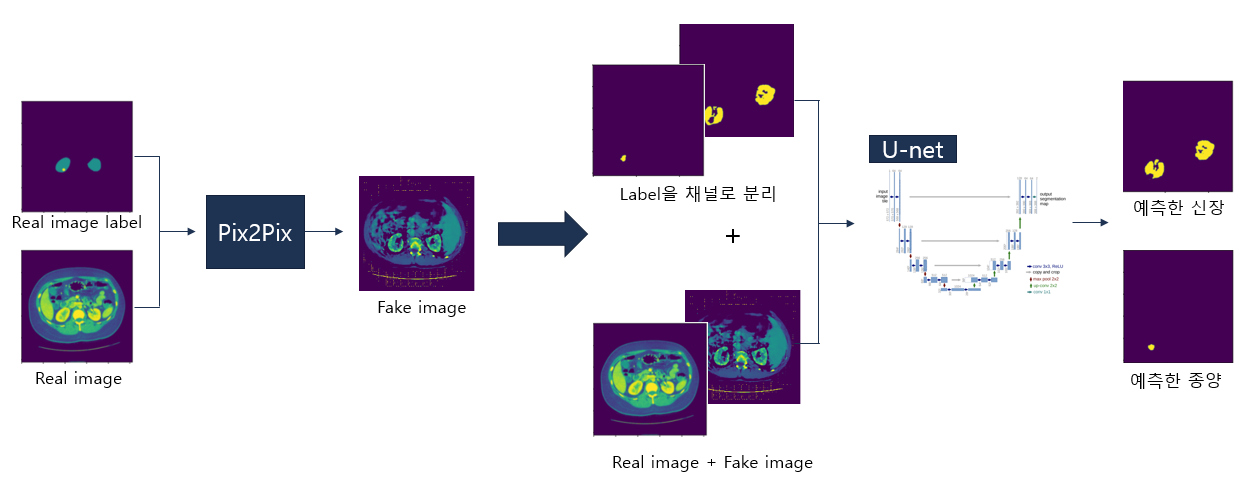 Real image label
Real image
Pix2Pix
Fake image
Label을 채널로 분리
+
Real image + Fake image
U-net
input
image
tile
output
segmentation
map
conv 3x3, ReLU
copy and crop
max pool 2x2
up-conv 2x2
conv 1x1
예측한 신장
예측한 종양